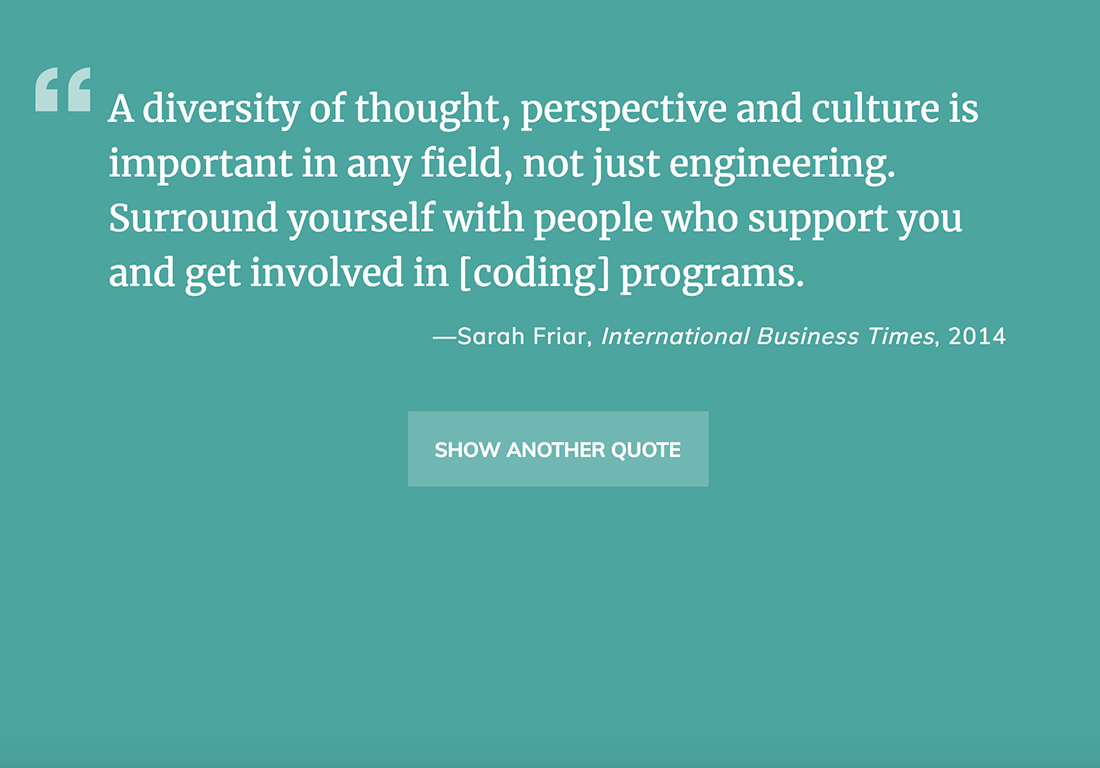 “
A diversity of thought, perspective and culture is
important in any field, not just engineering.
Surround yourself with people who support you
and get involved in [coding] programs.
—Sarah Friar, International Business Times, 2014
SHOW ANOTHER QUOTE